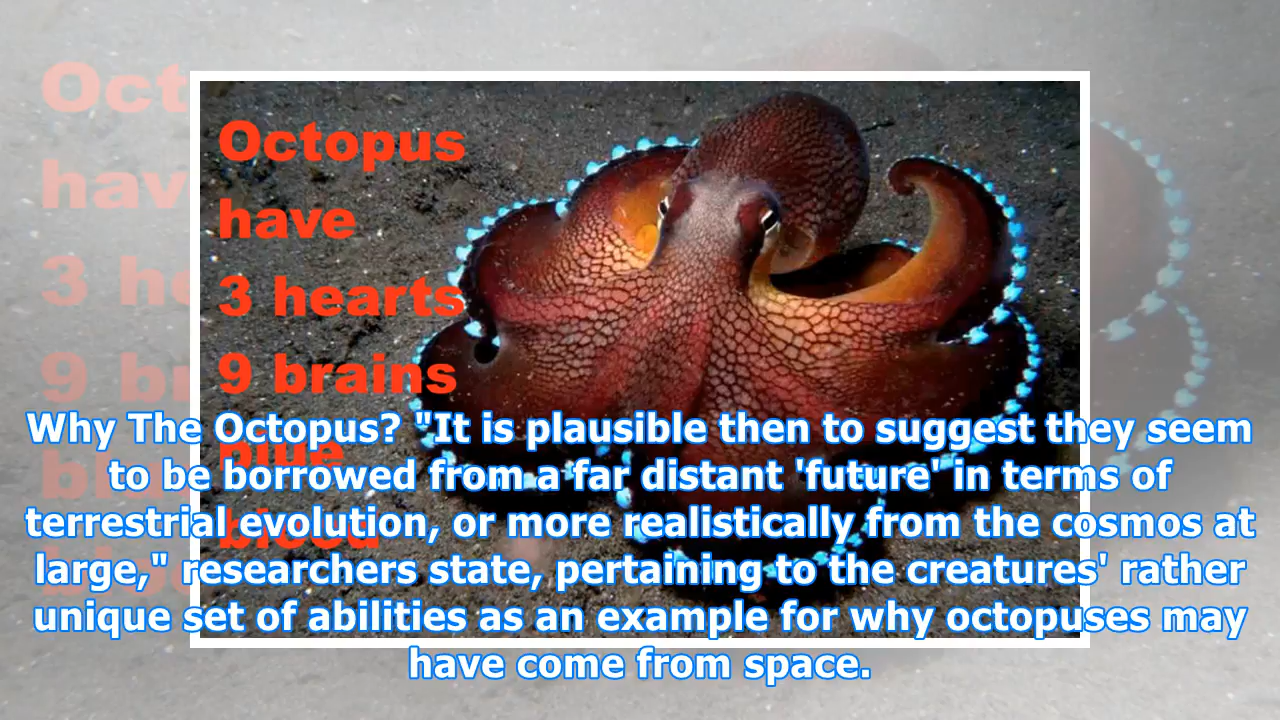 Octopus
have
3 hearts
9 brains
blue
blood
Why The Octopus? "It is plausible then to suggest they seem
to be borrowed from a far distant 'future' in terms of
terrestrial evolution, or more realistically from the cosmos at
large," researchers state, pertaining to the creatures' rather
unique set of abilities as an example for why octopuses may
have come from space.